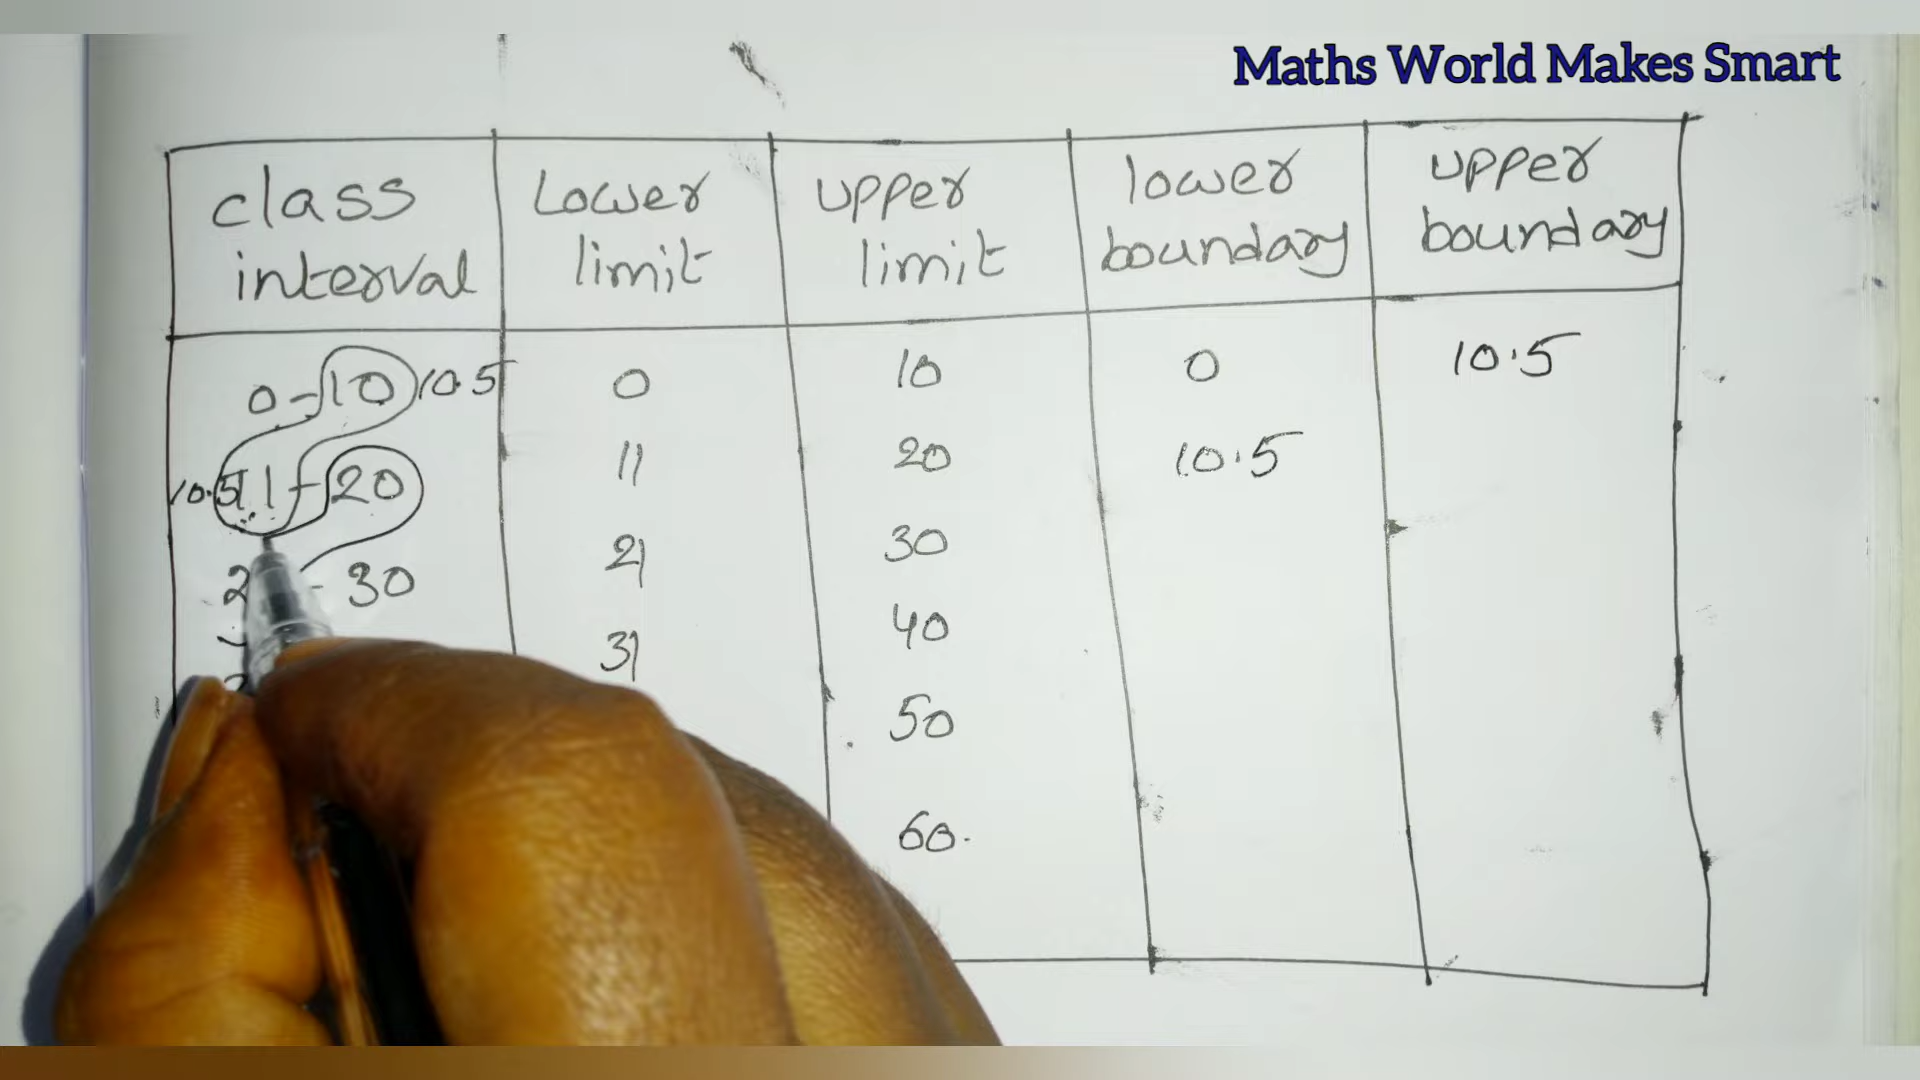 Maths World Makes Smart
class interval	Lower limit	upper limit	lower boundary	upper boundary
0-10 10.5	0	10	0	10.5
10.5 11-20	11	20	10.5
2 - 30	21	30
31	40
50
60.